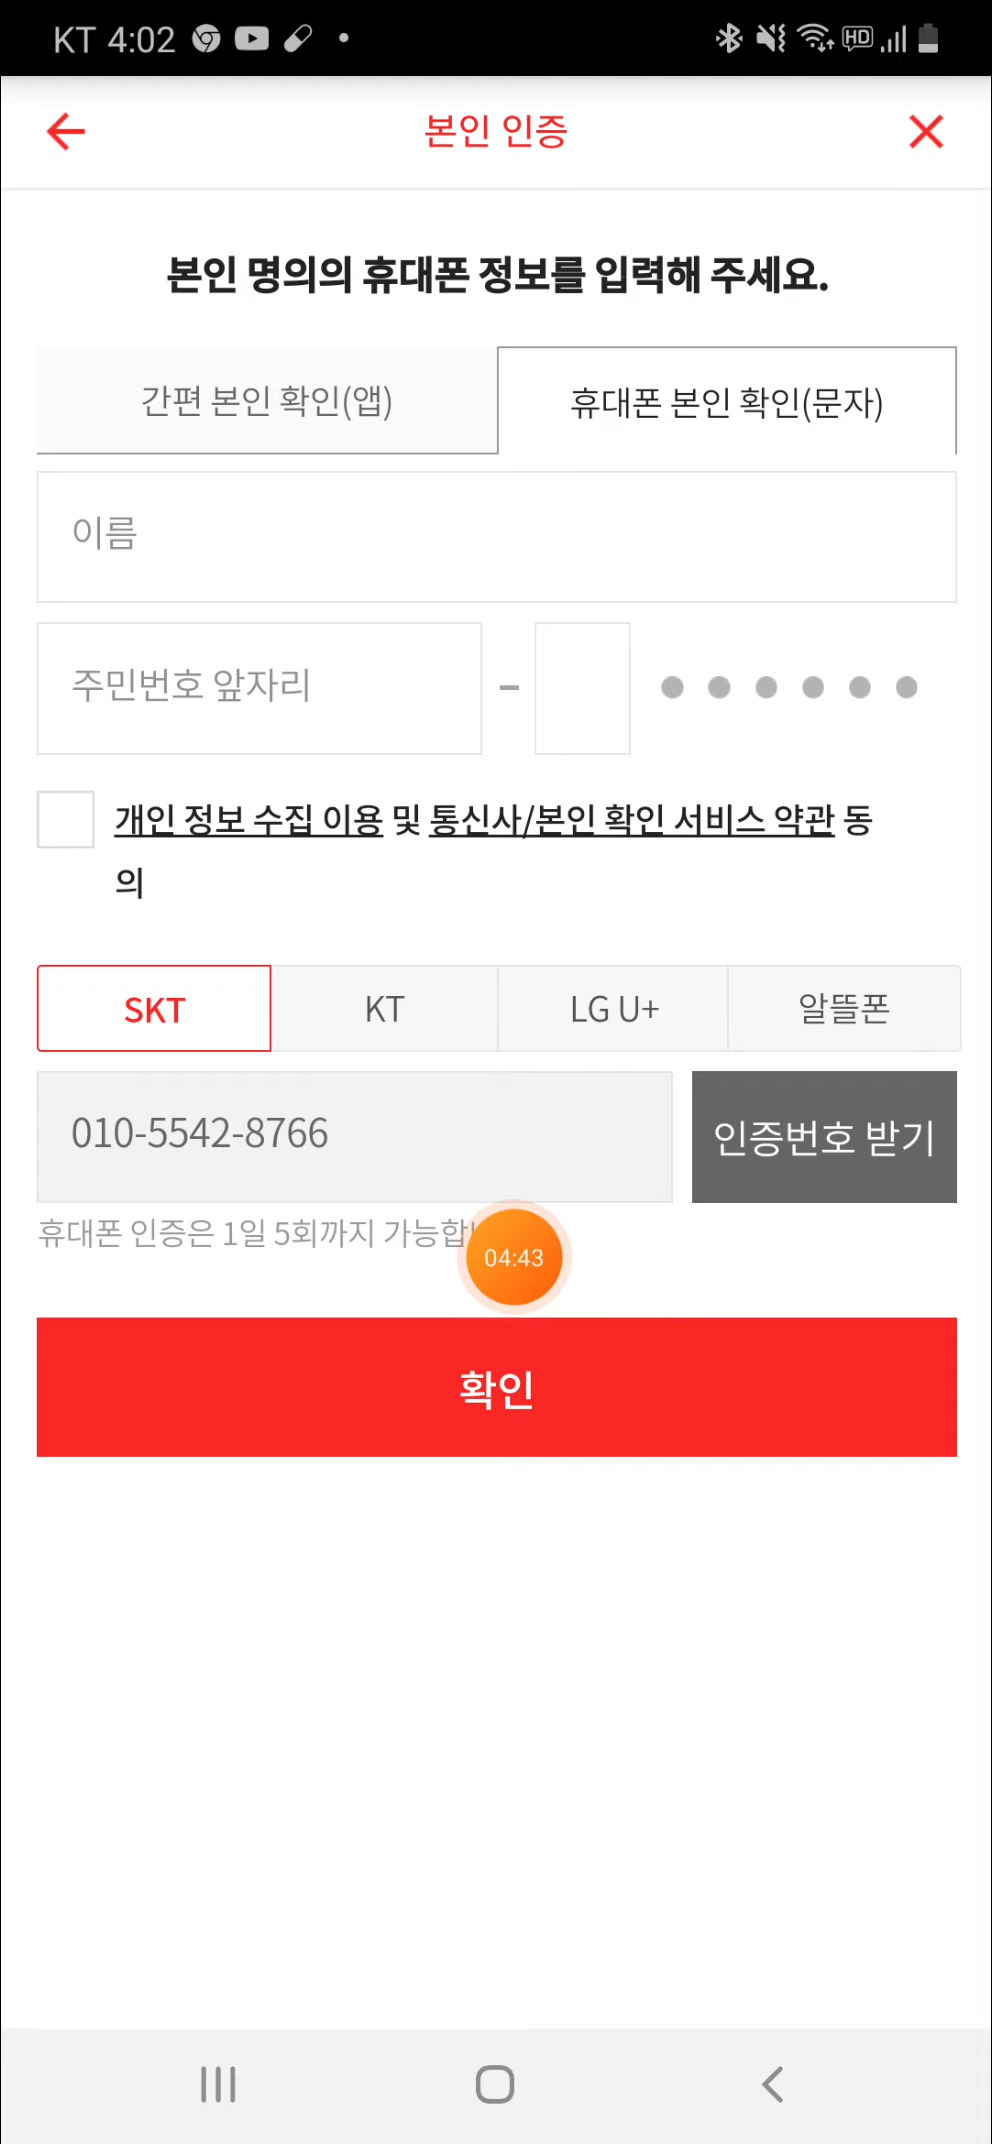 KT 4:02
HD
본인 인증
본인 명의의 휴대폰 정보를 입력해 주세요.
간편 본인 확인(앱)
휴대폰 본인 확인(문자)
이름
주민번호 앞자리
-
개인 정보 수집 이용 및 통신사/본인 확인 서비스 약관 동
의
SKT
KT
LG U+
알뜰폰
010-5542-8766
인증번호 받기
휴대폰 인증은 1일 5회까지 가능합
04:43
확인